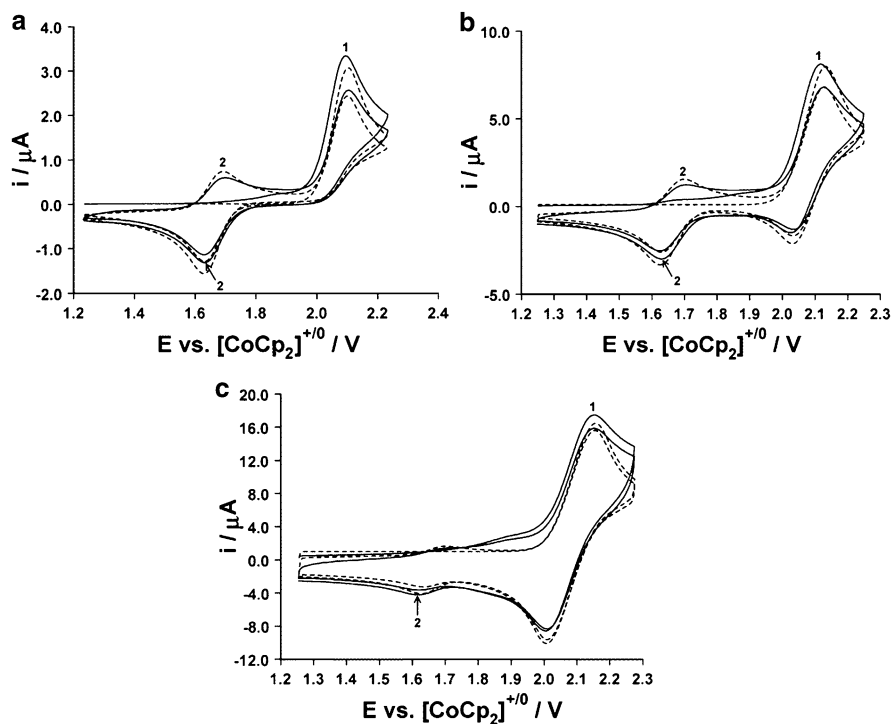 a
4.0
3.0
2.0
1.0
0.0
-1.0
-2.0
i / µA
1
2
2
1.2 1.4 1.6 1.8 2.0 2.2 2.4
E vs. [CoCp2]+/0 / V
b
10.0
5.0
0.0
-5.0
i / µA
1
2
2
1.2 1.3 1.4 1.5 1.6 1.7 1.8 1.9 2.0 2.1 2.2 2.3
E vs. [CoCp2]+/0 / V
c
20.0
16.0
12.0
8.0
4.0
0.0
-4.0
-8.0
-12.0
i / µA
1
2
1.2 1.3 1.4 1.5 1.6 1.7 1.8 1.9 2.0 2.1 2.2 2.3
E vs. [CoCp2]+/0 / V